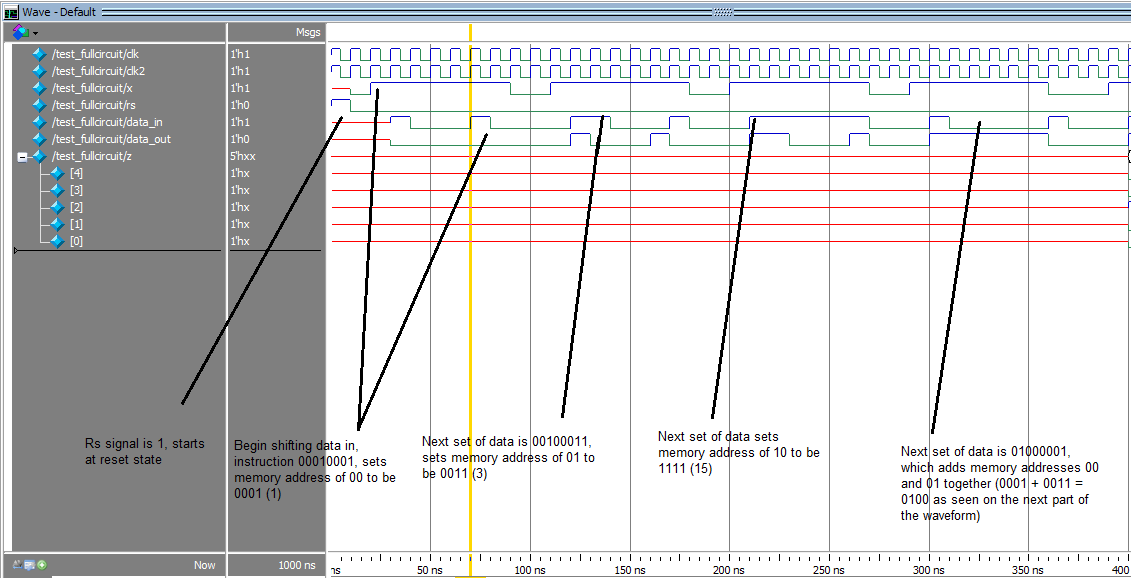 Wave - Default
Msgs
/test_fullcircuit/clk 1'h1
/test_fullcircuit/clk2 1'h1
/test_fullcircuit/x 1'h1
/test_fullcircuit/rs 1'h0
/test_fullcircuit/data_in 1'h1
/test_fullcircuit/data_out 1'h0
/test_fullcircuit/z 5'hxx
[4] 1'hx
[3] 1'hx
[2] 1'hx
[1] 1'hx
[0] 1'hx
Rs signal is 1, starts
at reset state
Begin shifting data in,
instruction 00010001, sets
memory address of 00 to be
0001 (1)
Next set of data is 00100011,
sets memory address of 01 to
be 0011 (3)
Next set of data sets
memory address of 10 to be
1111 (15)
Next set of data is 01000001,
which adds memory addresses 00
and 01 together (0001 + 0011 =
0100 as seen on the next part of
the waveform)
Now 1000 ns
ns 50 ns 100 ns 150 ns 200 ns 250 ns 300 ns 350 ns 400